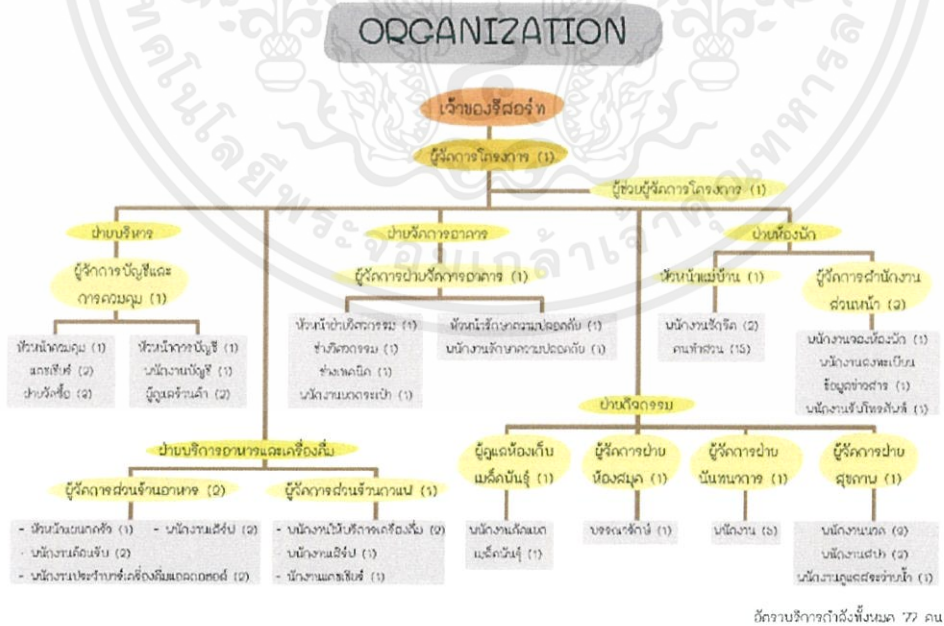 ORGANIZATION
เจ้าของรีสอร์ท
ผู้จัดการโครงการ (1)
ผู้ช่วยผู้จัดการโครงการ (1)
ฝ่ายบริหาร
ผู้จัดการบัญชีและ
การควบคุม (1)
หัวหน้าควบคุม (1)
แคชเชียร์ (2)
ฝ่ายจัดซื้อ (2)
หัวหน้าการบัญชี (1)
พนักงานบัญชี (1)
ผู้ดูแลร้านค้า (2)
ฝ่ายจัดการอาคาร
ผู้จัดการฝ่ายจัดการอาคาร (1)
หัวหน้าฝ่ายวิศวกรรม (1)
ช่างวิศวกรรม (1)
ช่างเทคนิค (1)
พนักงานยกกระเป๋า (1)
หัวหน้ารักษาความปลอดภัย (1)
พนักงานรักษาความปลอดภัย (1)
ฝ่ายห้องพัก
หัวหน้าแม่บ้าน (1)
พนักงานซักรีด (2)
คนทำสวน (15)
ผู้จัดการสำนักงาน
ส่วนหน้า (3)
พนักงานจองห้องพัก (1)
พนักงานลงทะเบียน
ข้อมูลข่าวสาร (1)
พนักงานรับโทรศัพท์ (1)
ฝ่ายบริการอาหารและเครื่องดื่ม
ผู้จัดการส่วนร้านอาหาร (2)
- หัวหน้าแผนกครัว (1)
- พนักงานต้อนรับ (2)
- พนักงานประจำบาร์เครื่องดื่มแอลกอฮอล์ (2)
- พนักงานเสิร์ป (2)
ผู้จัดการส่วนร้านกาแฟ (1)
- พนักงานให้บริการเครื่องดื่ม (2)
- พนักงานเสิร์ป (1)
- นักงานแคชเชียร์ (1)
ฝ่ายกิจกรรม
ผู้ดูแลห้องเก็บ
เมล็ดพันธุ์ (1)
พนักงานคัดแยก
เมล็ดพันธุ์ (1)
ผู้จัดการฝ่าย
ห้องสมุด (1)
บรรณารักษ์ (1)
ผู้จัดการฝ่าย
นันทนาการ (1)
พนักงาน (5)
ผู้จัดการฝ่าย
สุขภาพ (1)
พนักงานนวด (2)
พนักงานสปา (2)
พนักงานดูแลสระว่ายน้ำ (1)
อัตราบริการกำลังทั้งหมด 77 คน